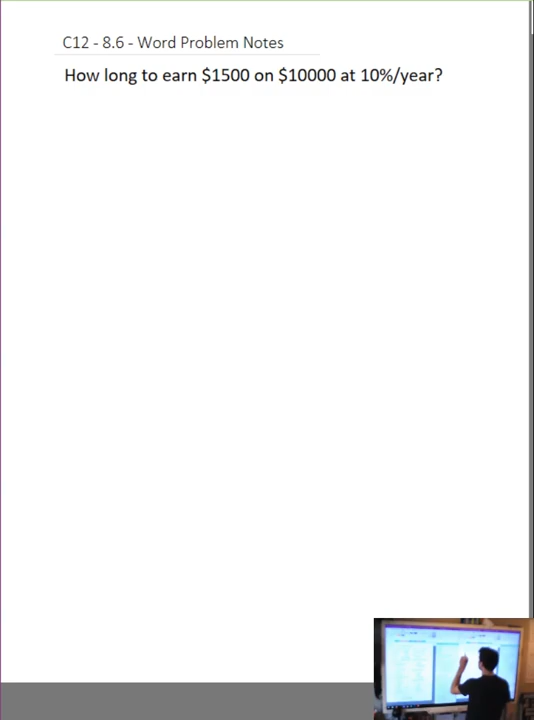 C12 - 8.6 - Word Problem Notes
How long to earn $1500 on $10000 at 10%/year?